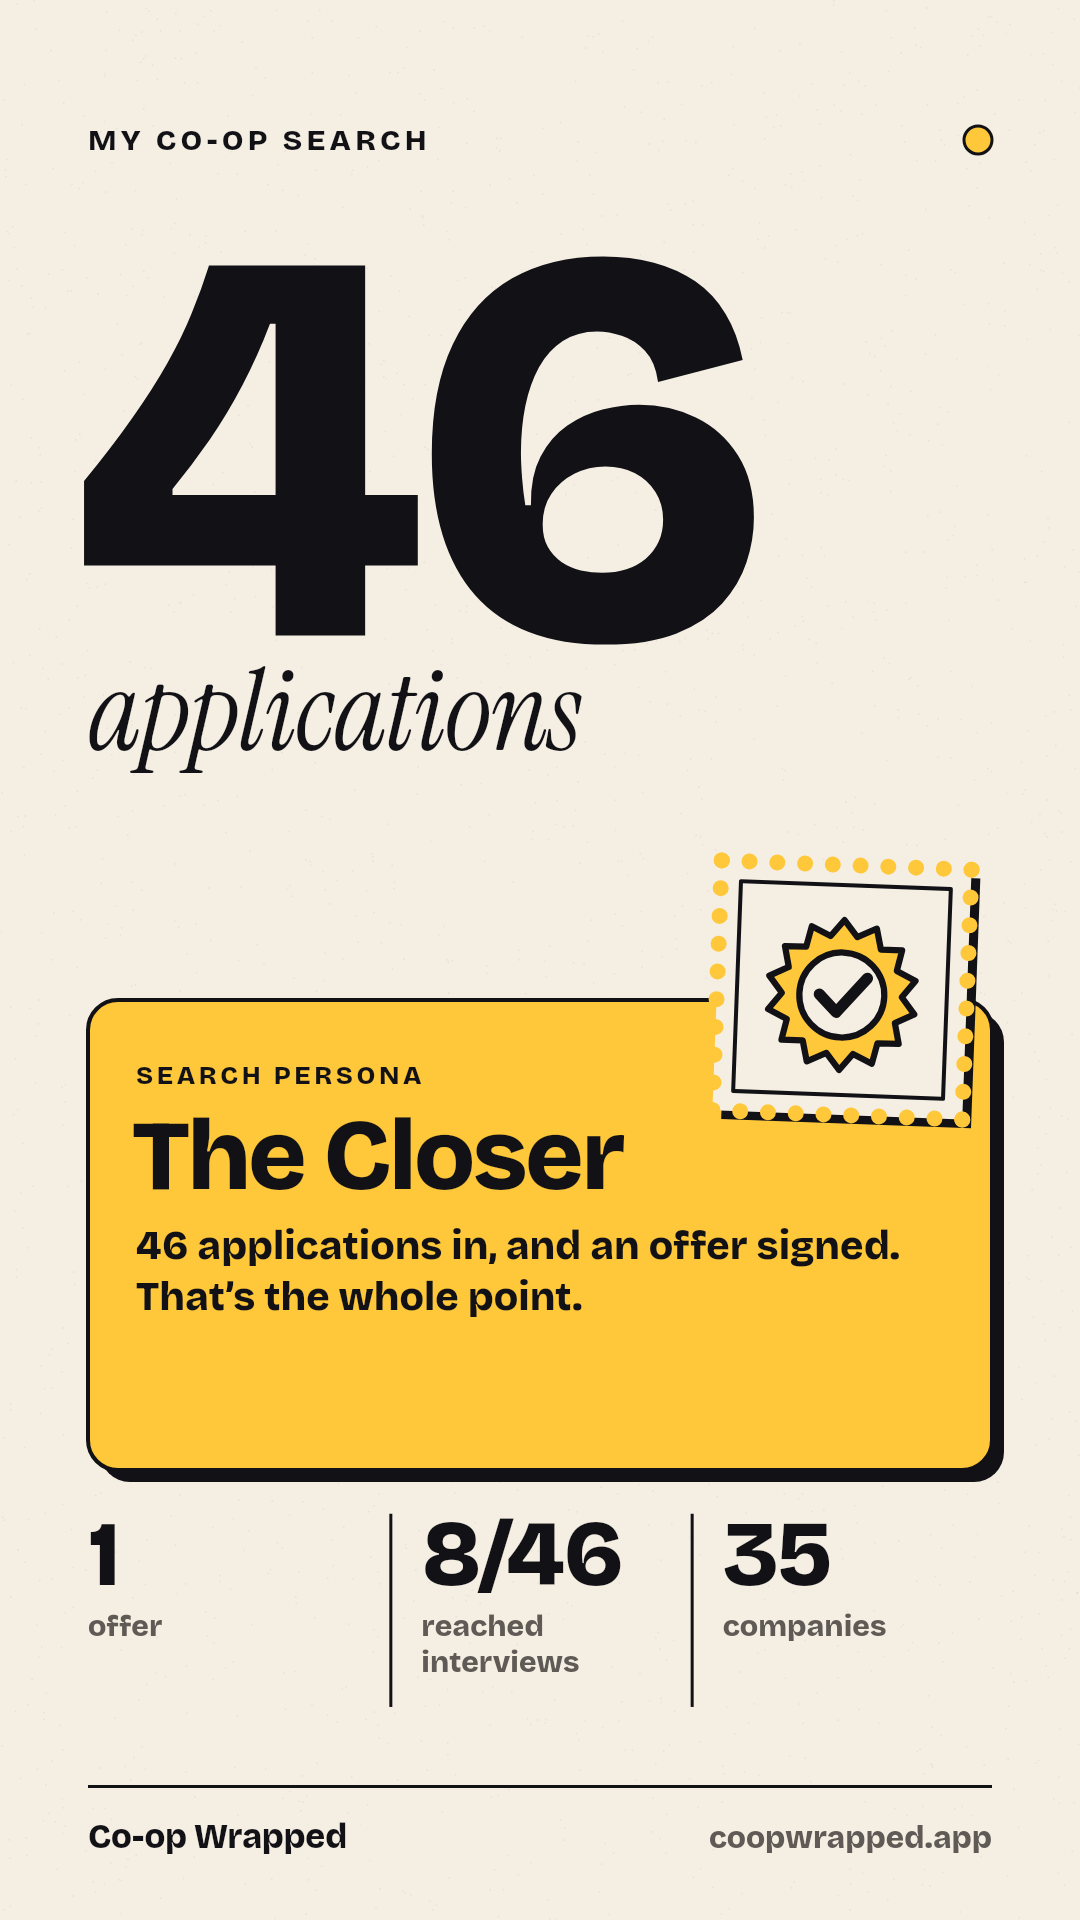 MY CO-OP SEARCH
46
applications
SEARCH PERSONA
The Closer
46 applications in, and an offer signed.
That’s the whole point.
1
offer
8/46
reached
interviews
35
companies
Co-op Wrapped
coopwrapped.app